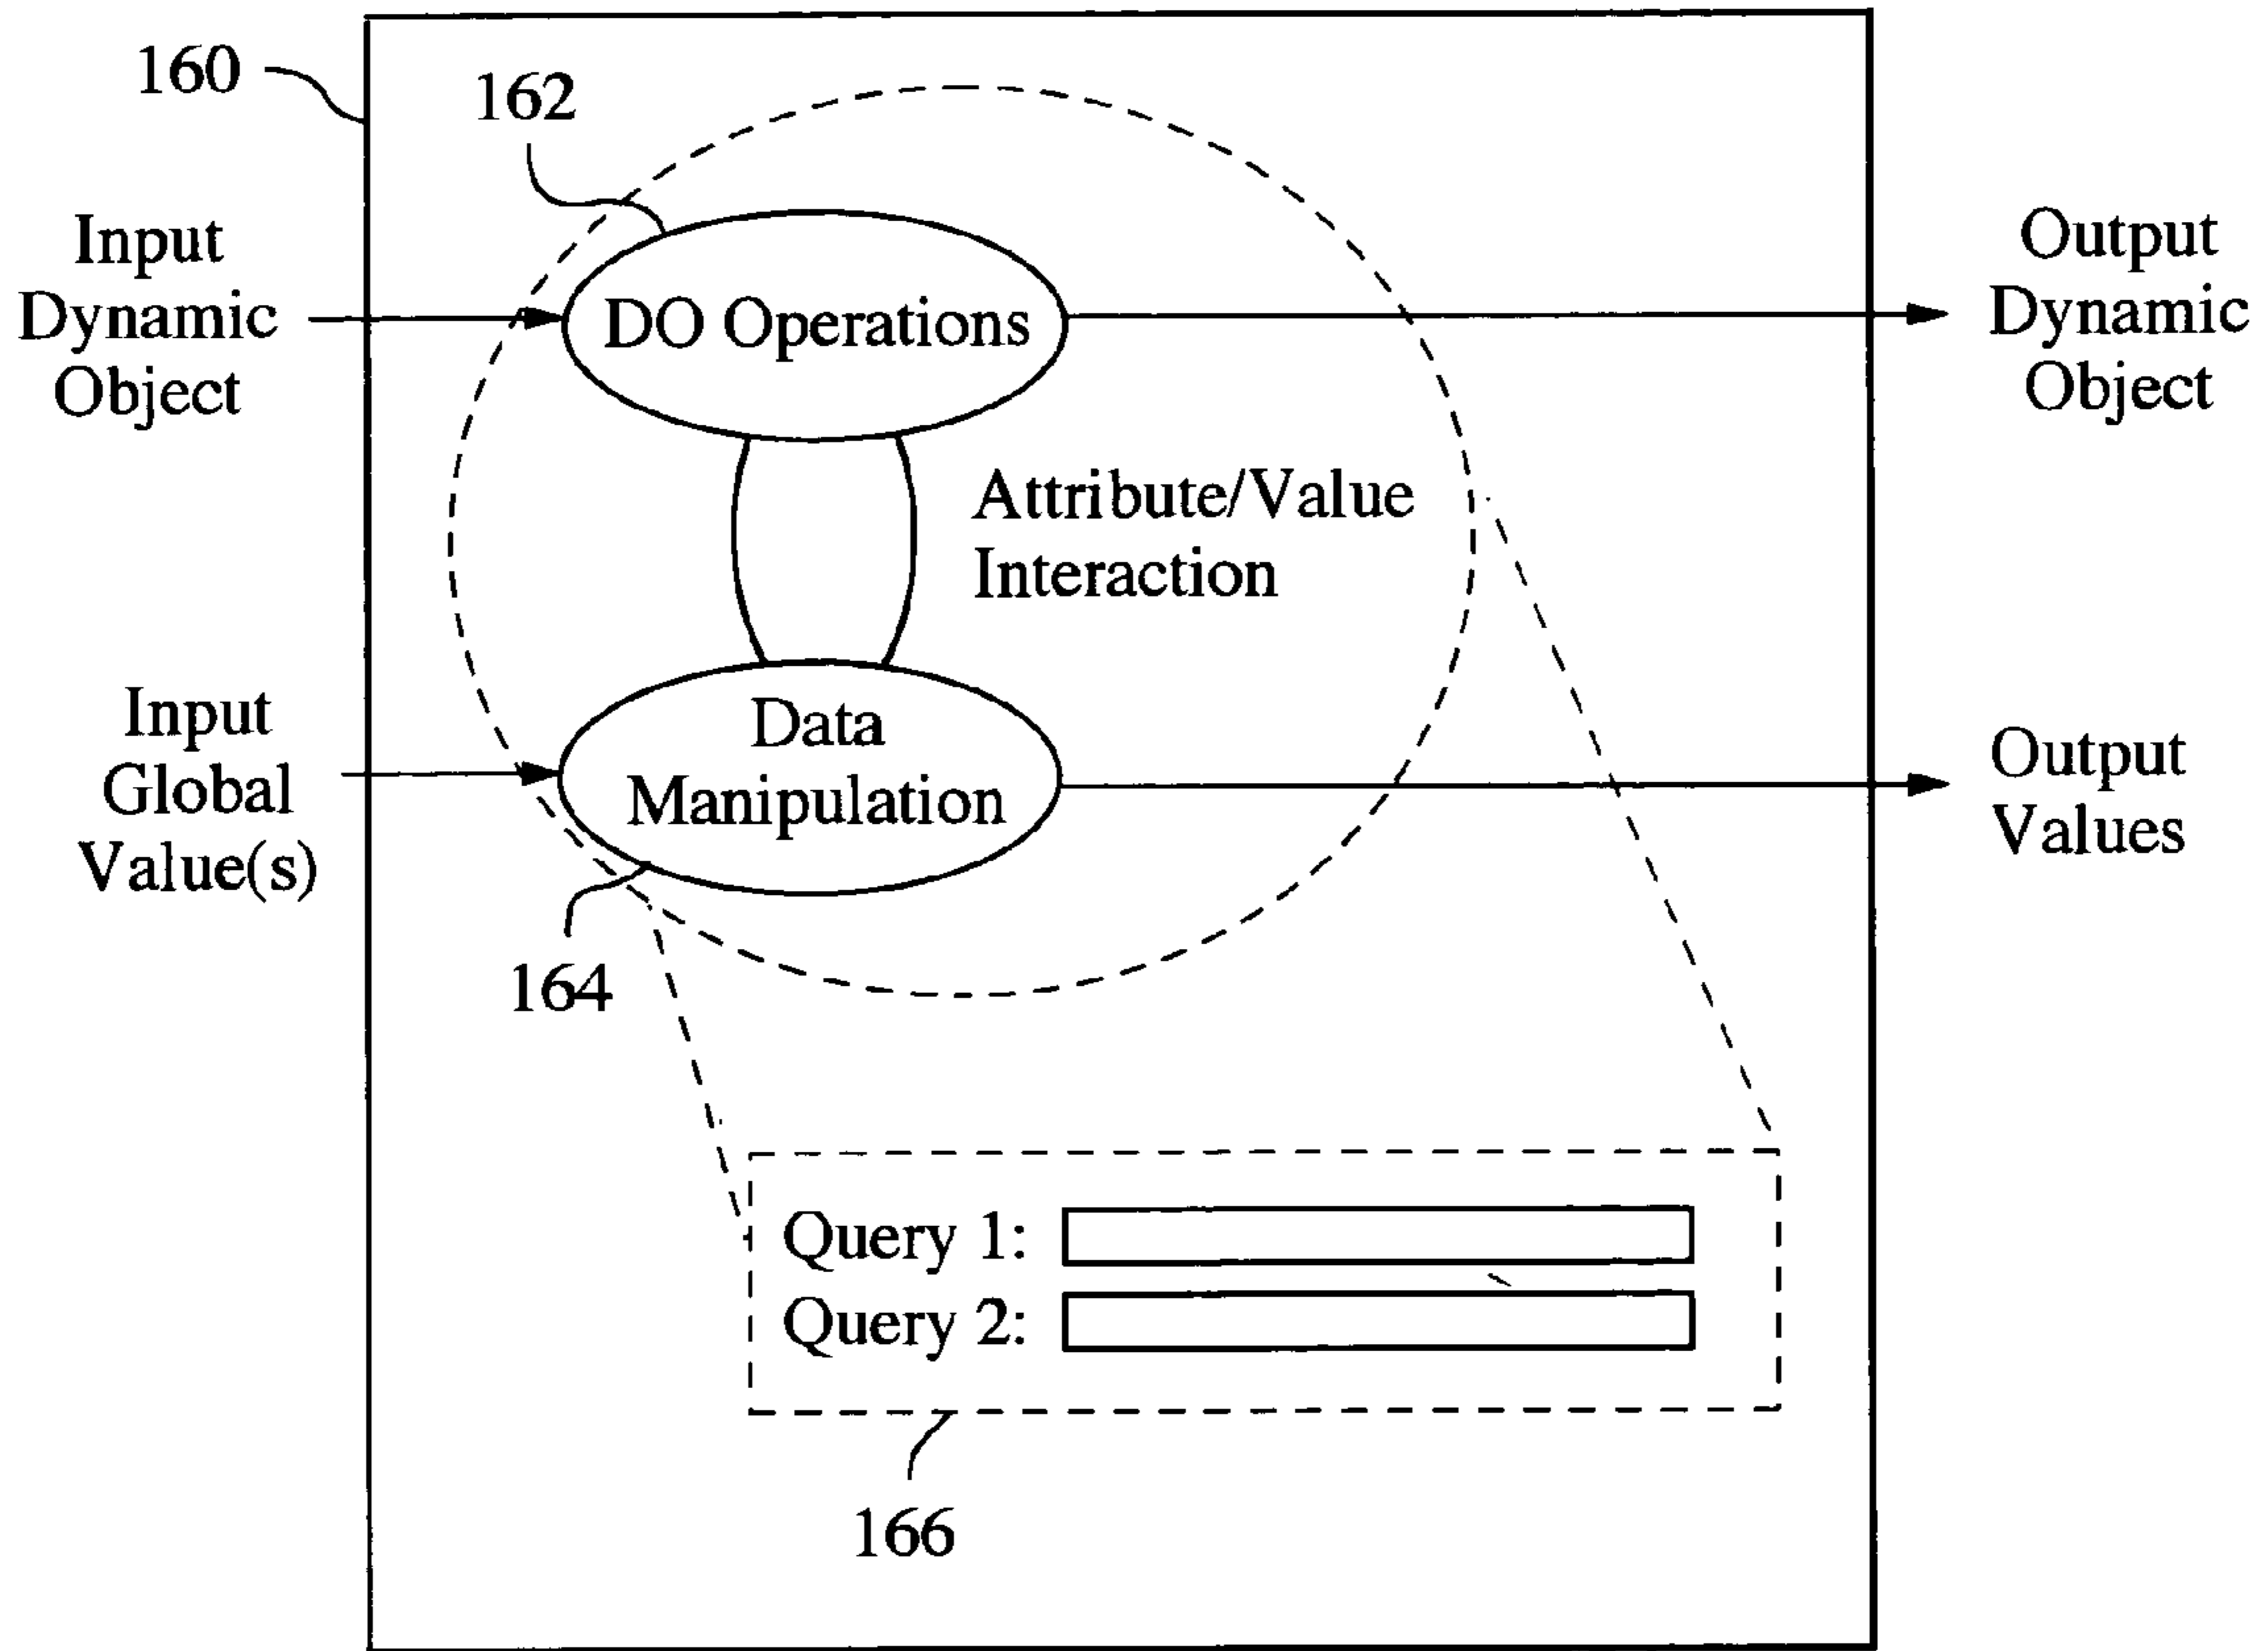 160
162
Input
Dynamic
Object
DO Operations
Output
Dynamic
Object
Attribute/Value
Interaction
Input
Global
Value(s)
Data
Manipulation
Output
Values
164
Query 1:
Query 2:
166